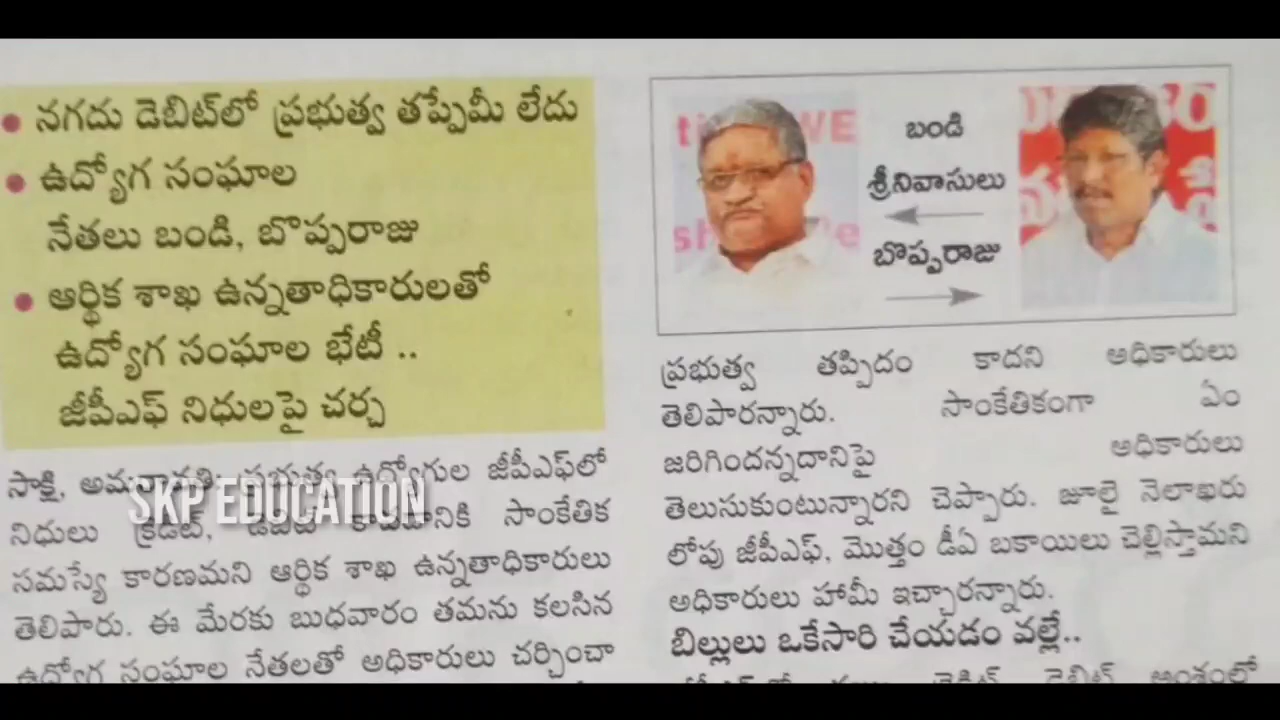 నగదు డెబిట్‌లో ప్రభుత్వ తప్పేమీ లేదు
ఉద్యోగ సంఘాల
నేతలు బండి, బొప్పరాజు
ఆర్థిక శాఖ ఉన్నతాధికారులతో
ఉద్యోగ సంఘాల భేటీ ..
జీపీఎఫ్ నిధులపై చర్చ
సాక్షి, అమరావతి: ప్రభుత్వ ఉద్యోగుల జీపీఎఫ్‌లో
నిధులు క్రెడిట్, డెబిట్ కావడానికి సాంకేతిక
సమస్యే కారణమని ఆర్థిక శాఖ ఉన్నతాధికారులు
తెలిపారు. ఈ మేరకు బుధవారం తమను కలసిన
ఉద్యోగ సంఘాల నేతలతో అధికారులు చర్చించా
SKP EDUCATION
బండి
శ్రీనివాసులు
బొప్పరాజు
ప్రభుత్వ తప్పిదం కాదని అధికారులు
తెలిపారన్నారు. సాంకేతికంగా ఏం
జరిగిందన్నదానిపై అధికారులు
తెలుసుకుంటున్నారని చెప్పారు. జూలై నెలాఖరు
లోపు జీపీఎఫ్, మొత్తం డీఏ బకాయిలు చెల్లిస్తామని
అధికారులు హామీ ఇచ్చారన్నారు.
బిల్లులు ఒకేసారి చేయడం వల్లే..